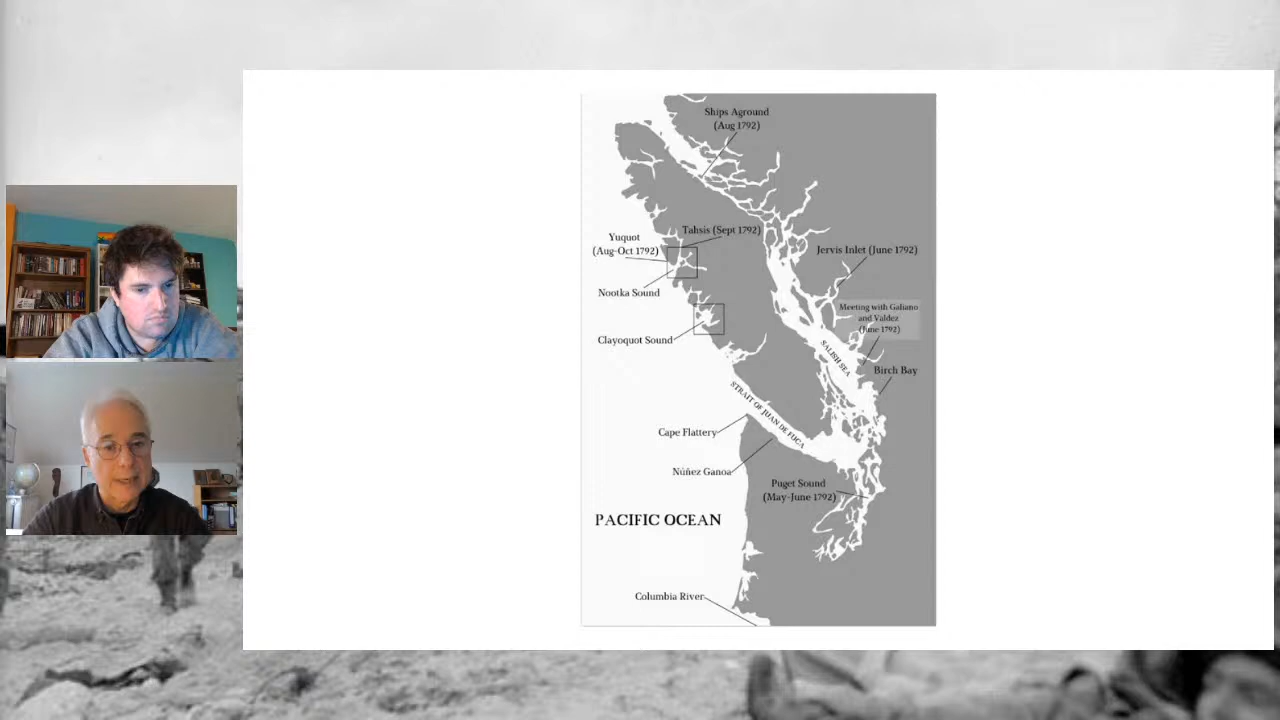 Ships Aground
(Aug 1792)
Yuquot
(Aug-Oct 1792)
Tahsis (Sept 1792)
Jervis Inlet (June 1792)
Nootka Sound
Meeting with Galiano
and Valdez
(June 1792)
Clayoquot Sound
SALISH SEA
Birch Bay
STRAIT OF JUAN DE FUCA
Cape Flattery
Núñez Ganoa
Puget Sound
(May-June 1792)
PACIFIC OCEAN
Columbia River